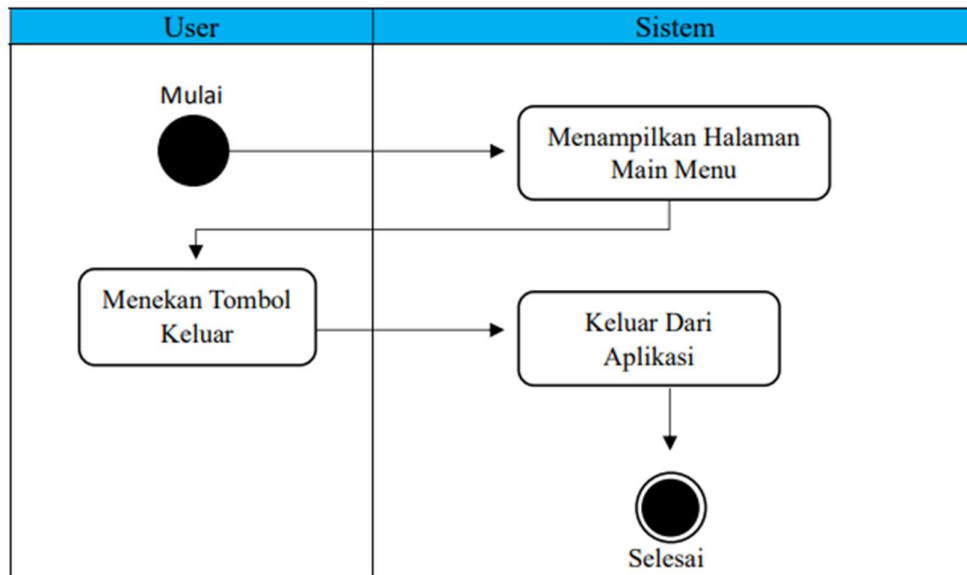 User
Sistem
Mulai
Menampilkan Halaman
Main Menu
Menekan Tombol
Keluar
Keluar Dari
Aplikasi
Selesai